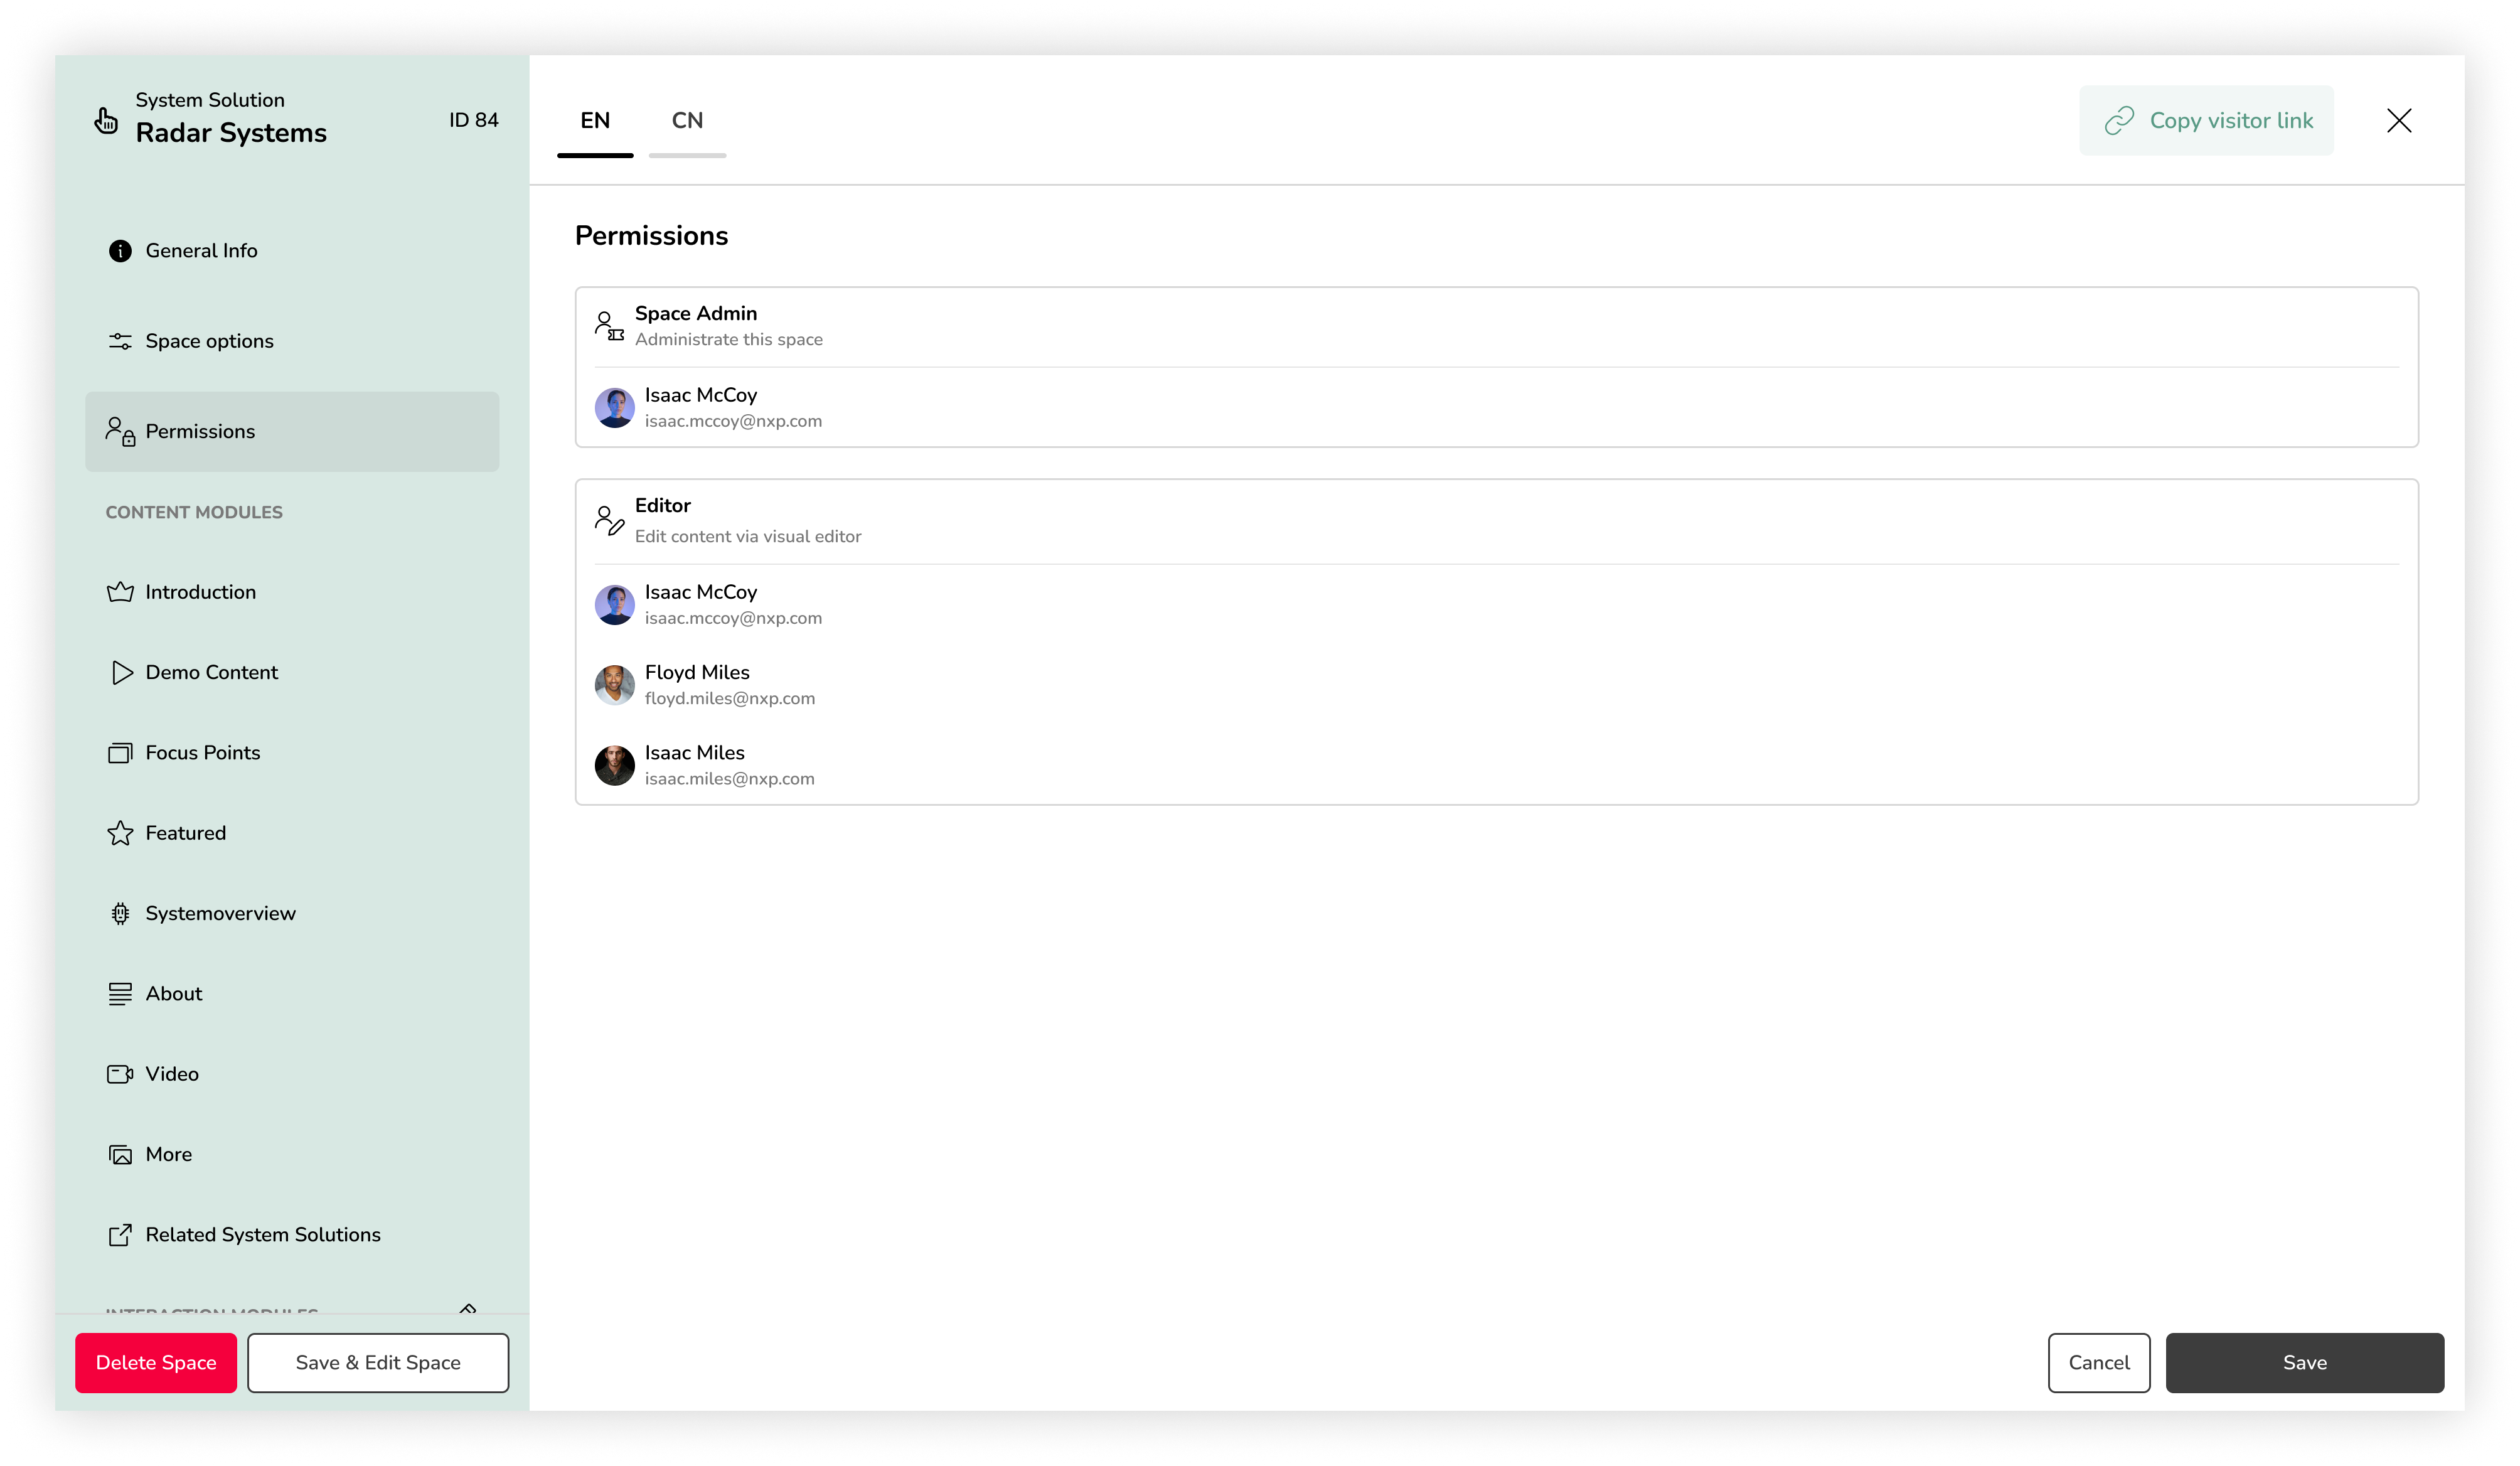 System Solution
Radar Systems
ID 84
General Info
Space options
Permissions
CONTENT MODULES
Introduction
Demo Content
Focus Points
Featured
Systemoverview
About
Video
More
Related System Solutions
INTERACTION MODULES
Delete Space
Save & Edit Space
EN
CN
Copy visitor link
Permissions
Space Admin
Administrate this space
Isaac McCoy
isaac.mccoy@nxp.com
Editor
Edit content via visual editor
Isaac McCoy
isaac.mccoy@nxp.com
Floyd Miles
floyd.miles@nxp.com
Isaac Miles
isaac.miles@nxp.com
Cancel
Save